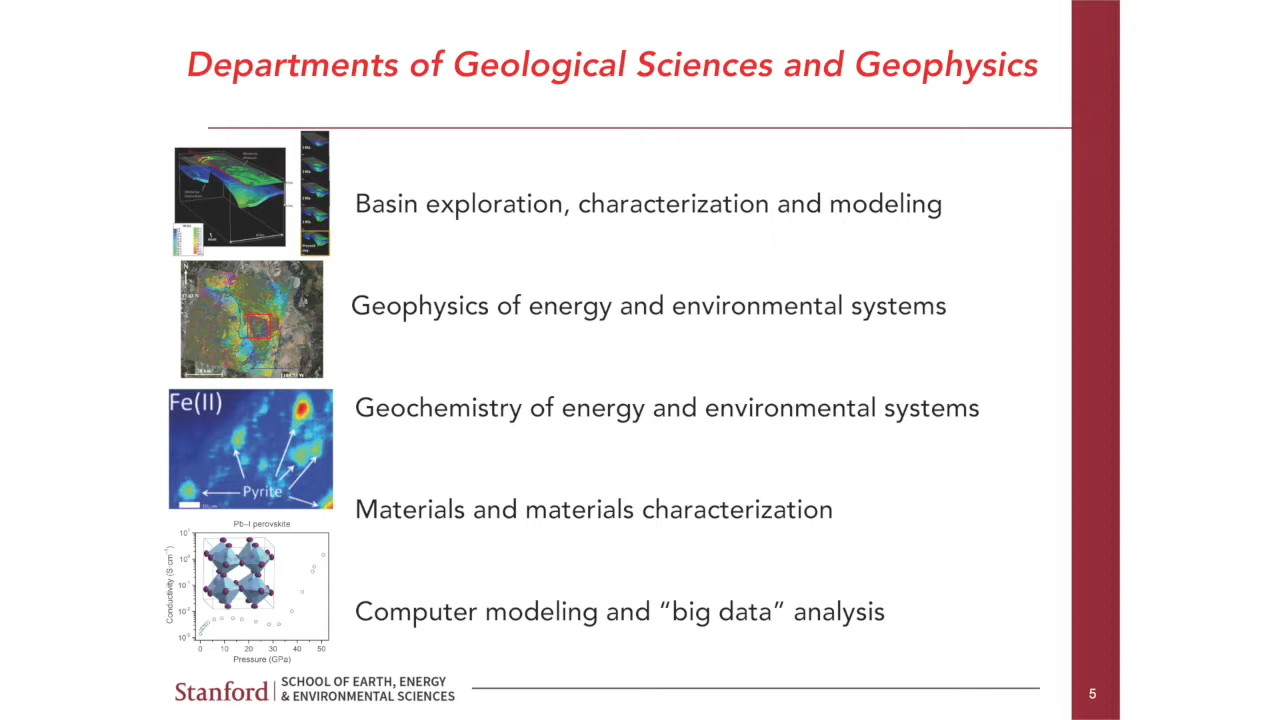 Departments of Geological Sciences and Geophysics
Basin exploration, characterization and modeling
N
Geophysics of energy and environmental systems
Fe(II)
Pyrite
Geochemistry of energy and environmental systems
Materials and materials characterization
Pb–I perovskite
Conductivity (S cm⁻¹)
0 10 20 30 40 50
Pressure (GPa)
Computer modeling and “big data” analysis
Stanford
SCHOOL OF EARTH, ENERGY
& ENVIRONMENTAL SCIENCES
5